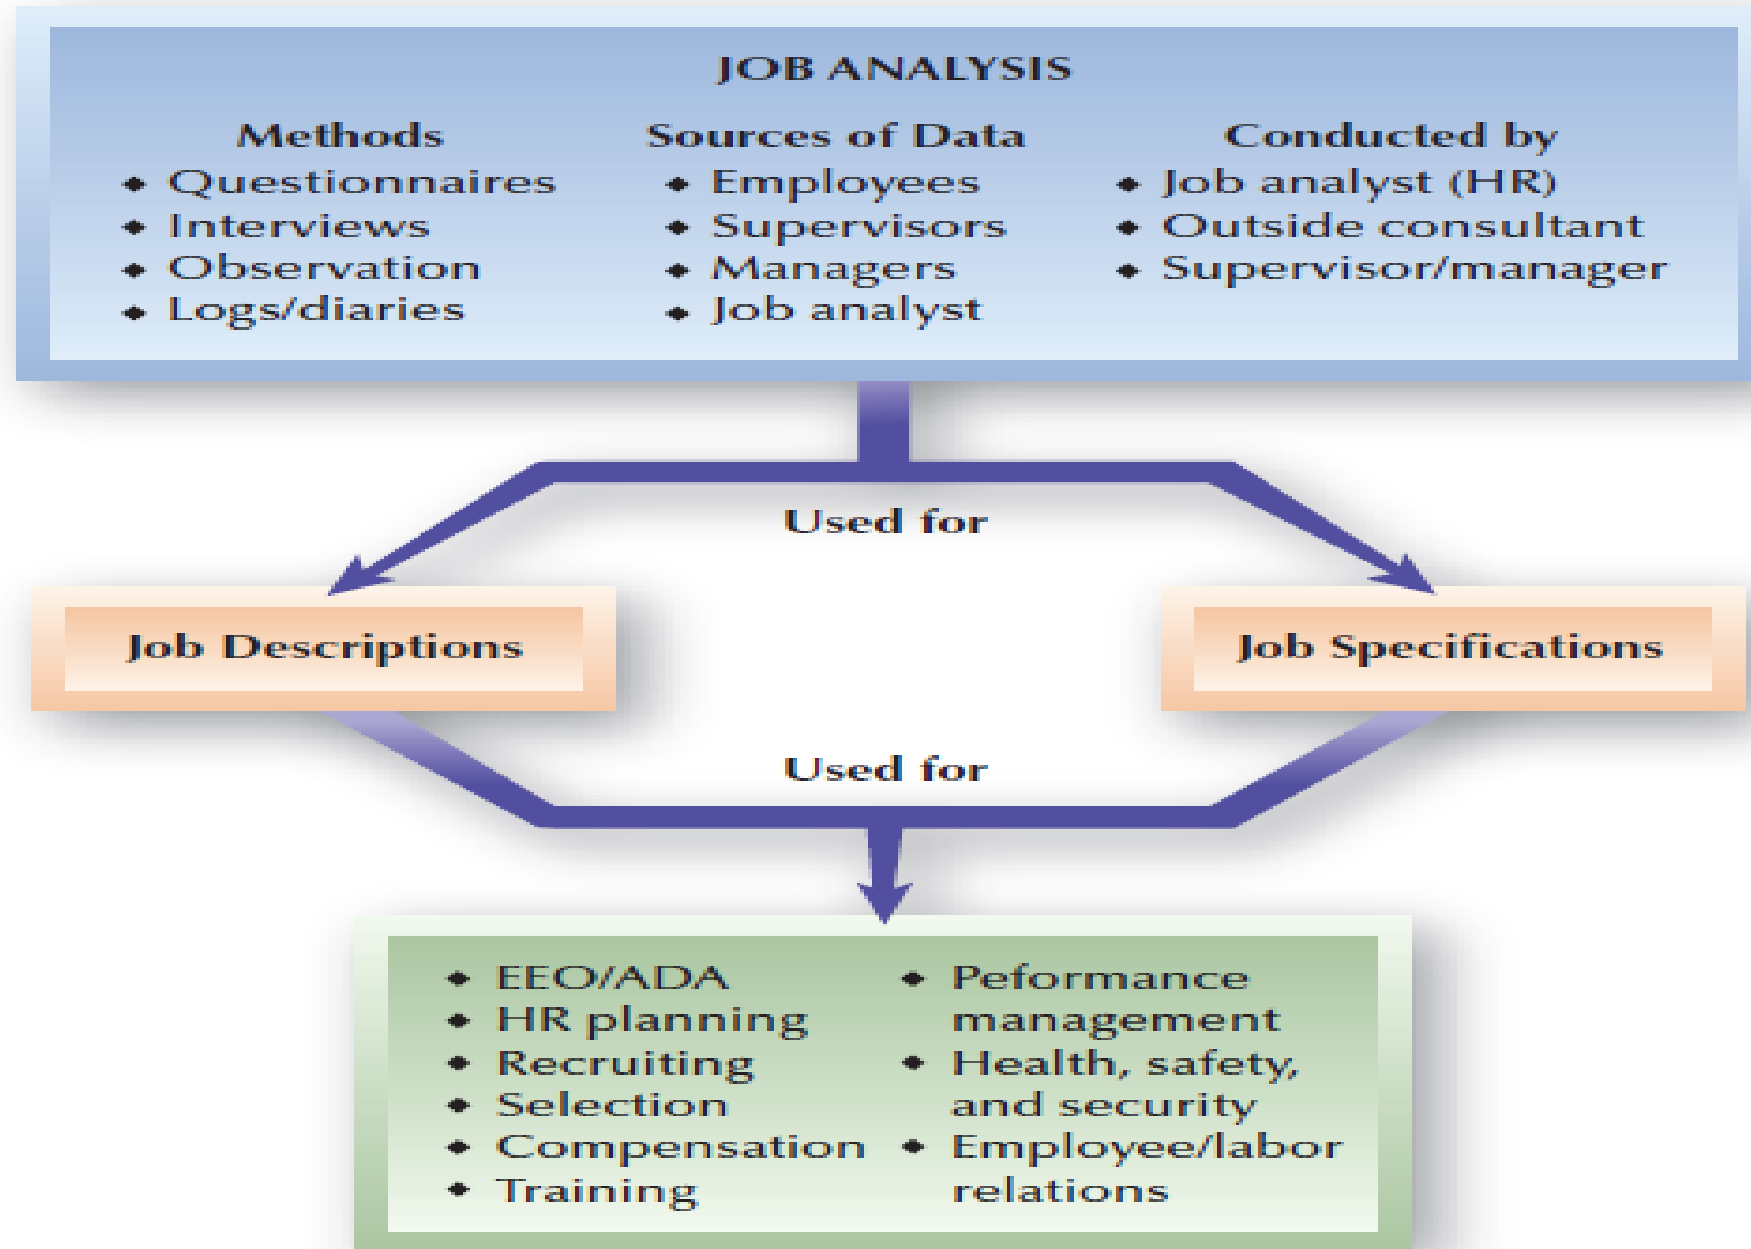 JOB ANALYSIS
Methods
Questionnaires
Interviews
Observation
Logs/diaries
Sources of Data
Employees
Supervisors
Managers
Job analyst
Conducted by
Job analyst (HR)
Outside consultant
Supervisor/manager
Used for
Job Descriptions
Job Specifications
Used for
EEO/ADA
HR planning
Recruiting
Selection
Compensation
Training
Peformance
management
Health, safety,
and security
Employee/labor
relations